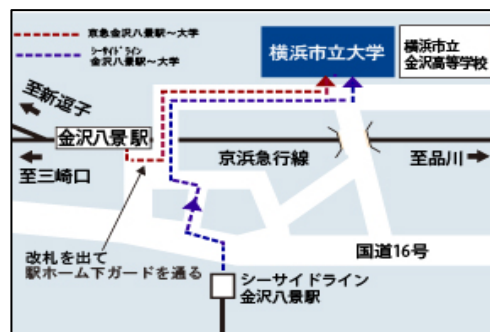 京急金沢八景駅～大学
シーサイドライン
金沢八景駅～大学
横浜市立大学
横浜市立
金沢高等学校
至新逗子
金沢八景駅
至三崎口
京浜急行線
至品川
改札を出て
駅ホーム下ガードを通る
国道16号
シーサイドライン
金沢八景駅